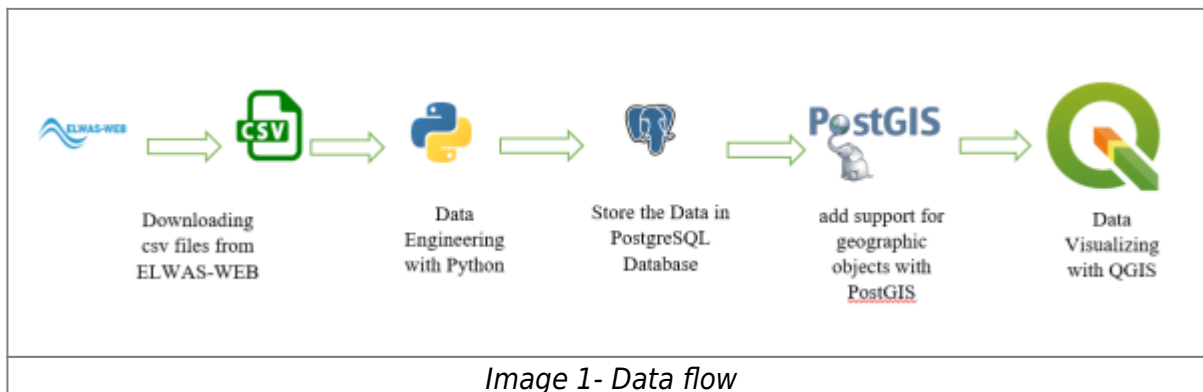 ELWAS-WEB
CSV
PostGIS
Downloading
csv files from
ELWAS-WEB
Data
Engineering
with Python
Store the Data in
PostgreSQL
Database
add support for
geographic
objects with
PostGIS
Data
Visualizing
with QGIS
Image 1- Data flow